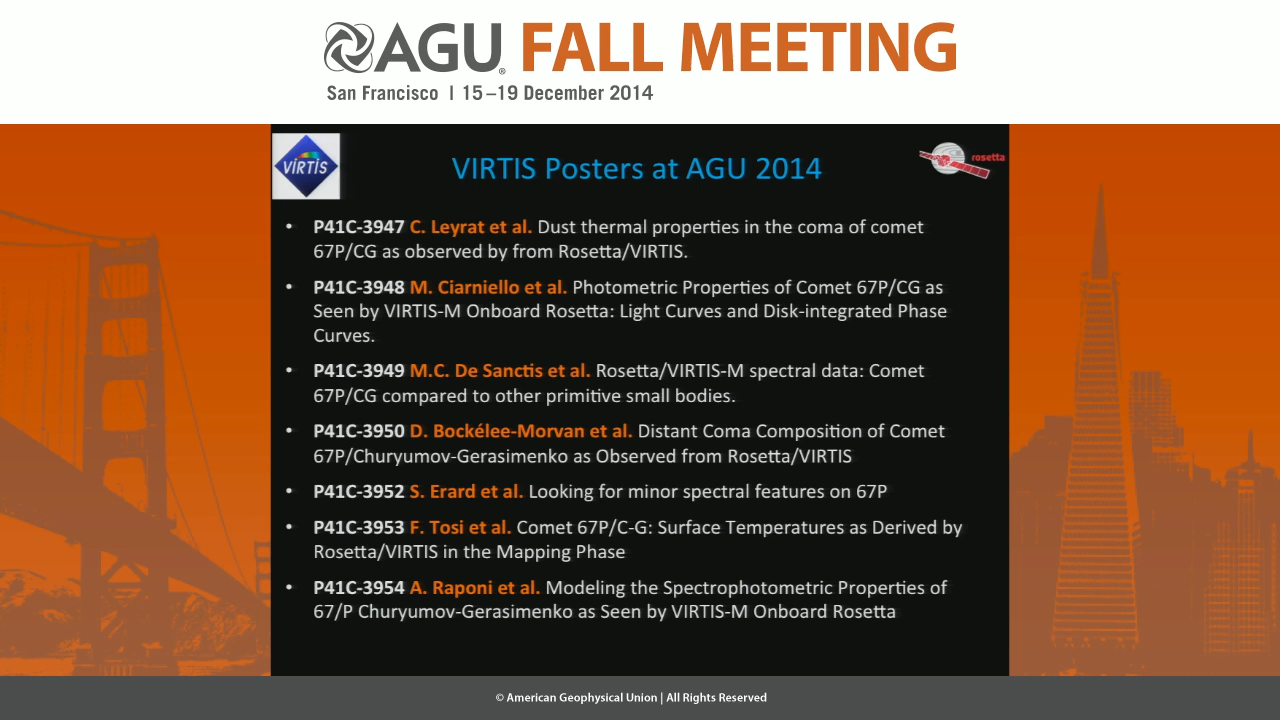 AGU FALL MEETING
San Francisco | 15–19 December 2014
VIRTIS
VIRTIS Posters at AGU 2014
rosetta
• P41C-3947 C. Leyrat et al. Dust thermal properties in the coma of comet
67P/CG as observed by from Rosetta/VIRTIS.
• P41C-3948 M. Ciarniello et al. Photometric Properties of Comet 67P/CG as
Seen by VIRTIS-M Onboard Rosetta: Light Curves and Disk-integrated Phase
Curves.
• P41C-3949 M.C. De Sanctis et al. Rosetta/VIRTIS-M spectral data: Comet
67P/CG compared to other primitive small bodies.
• P41C-3950 D. Bockélee-Morvan et al. Distant Coma Composition of Comet
67P/Churyumov-Gerasimenko as Observed from Rosetta/VIRTIS
• P41C-3952 S. Erard et al. Looking for minor spectral features on 67P
• P41C-3953 F. Tosi et al. Comet 67P/C-G: Surface Temperatures as Derived by
Rosetta/VIRTIS in the Mapping Phase
• P41C-3954 A. Raponi et al. Modeling the Spectrophotometric Properties of
67/P Churyumov-Gerasimenko as Seen by VIRTIS-M Onboard Rosetta
© American Geophysical Union | All Rights Reserved